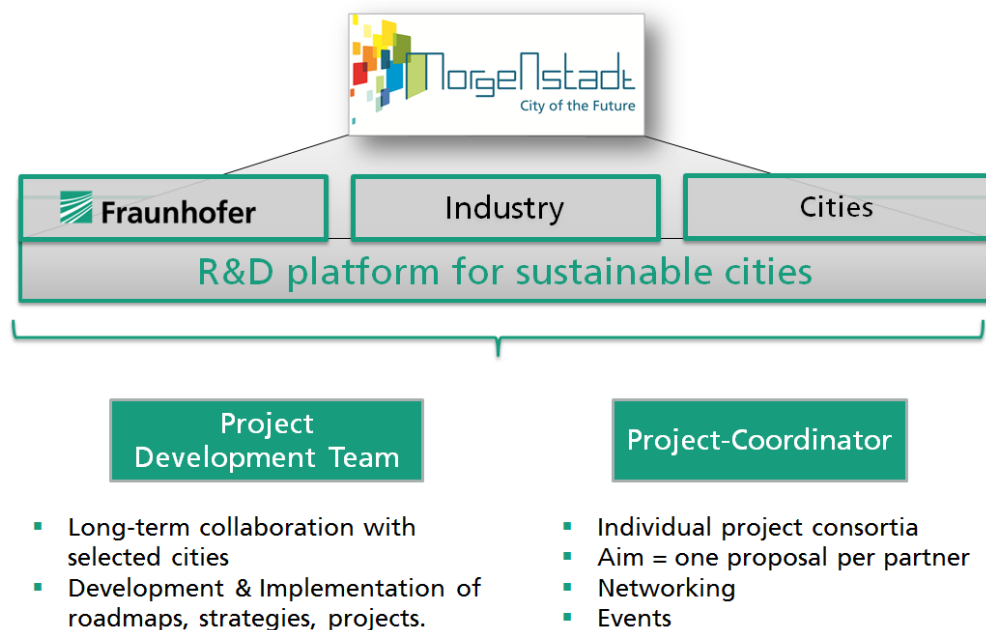 MorgeNstadt
City of the Future
Fraunhofer
Industry
Cities
R&D platform for sustainable cities
Project
Development Team
Project-Coordinator
▪ Long-term collaboration with
selected cities
▪ Development & Implementation of
roadmaps, strategies, projects.
▪ Individual project consortia
▪ Aim = one proposal per partner
▪ Networking
▪ Events